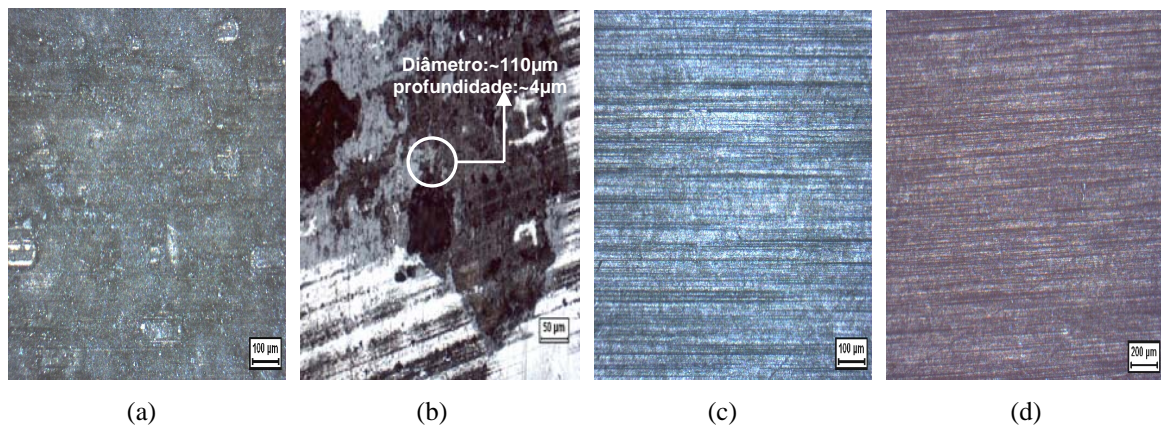 Diâmetro:~110µm
profundidade:~4µm
100 µm
50 µm
100 µm
200 µm
(a)
(b)
(c)
(d)